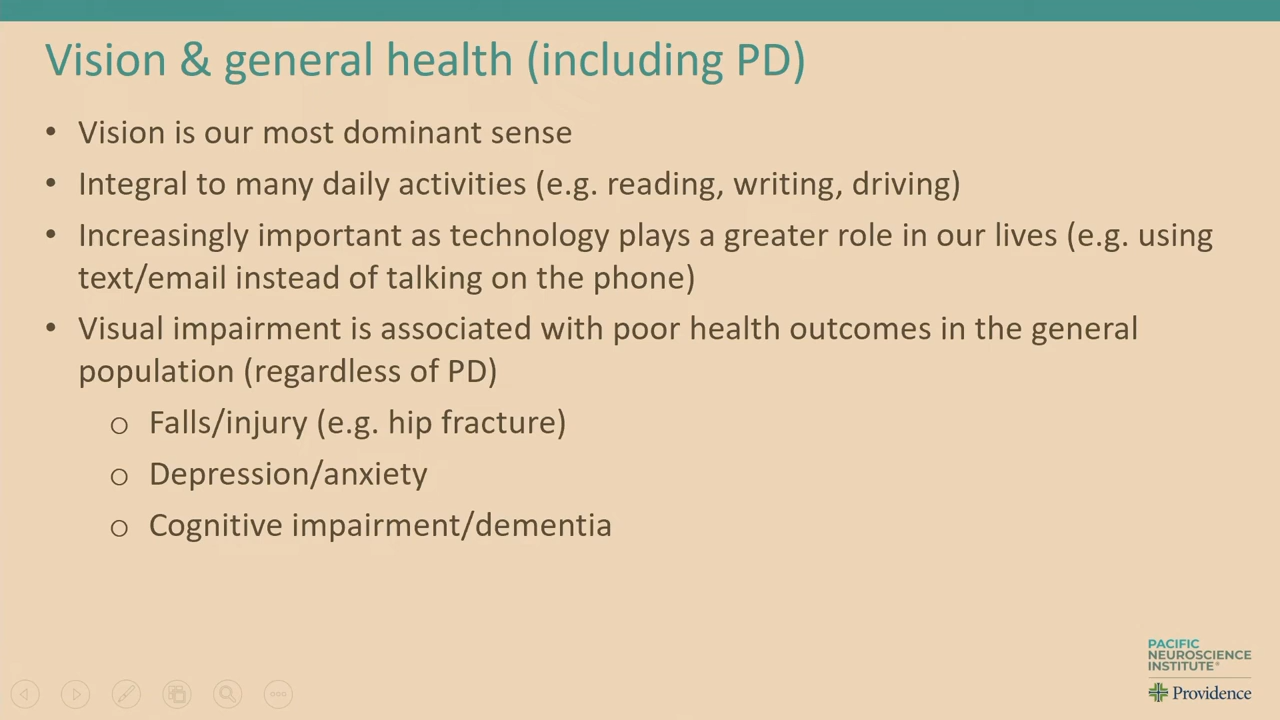 Vision & general health (including PD)
• Vision is our most dominant sense
• Integral to many daily activities (e.g. reading, writing, driving)
• Increasingly important as technology plays a greater role in our lives (e.g. using
text/email instead of talking on the phone)
• Visual impairment is associated with poor health outcomes in the general
population (regardless of PD)
o Falls/injury (e.g. hip fracture)
o Depression/anxiety
o Cognitive impairment/dementia
PACIFIC
NEUROSCIENCE
INSTITUTE®
Providence